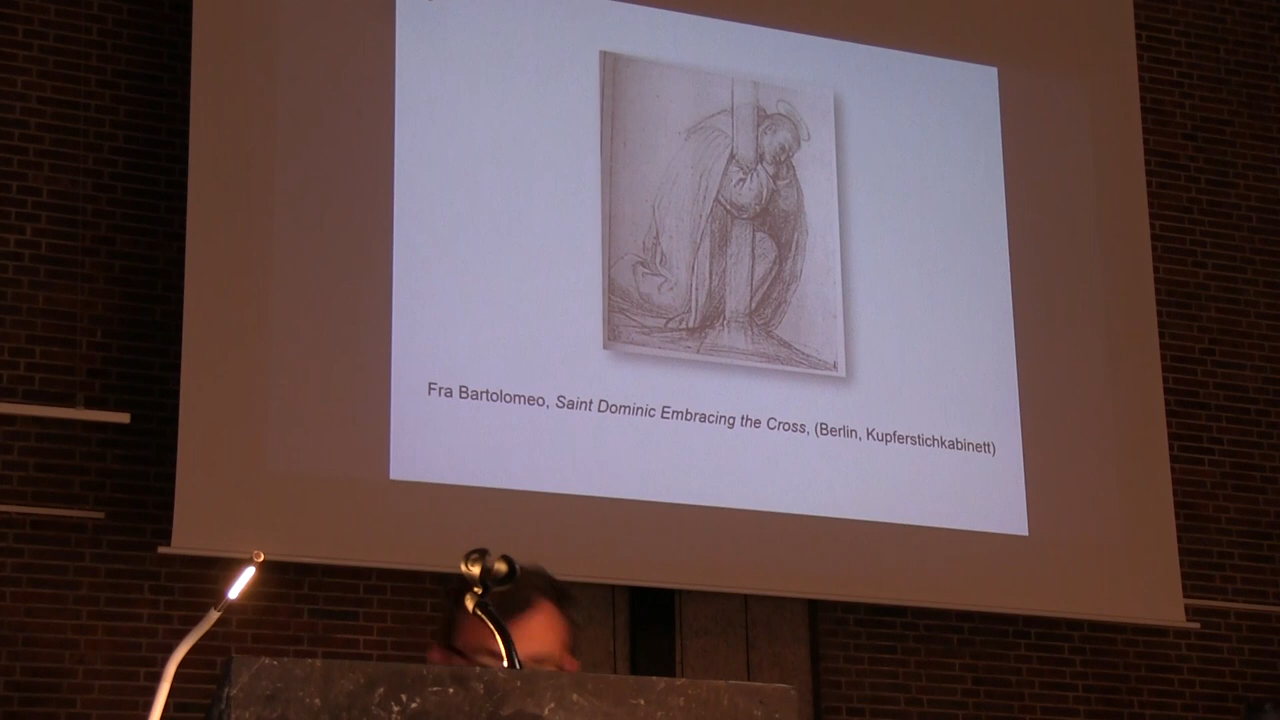 Fra Bartolomeo, Saint Dominic Embracing the Cross, (Berlin, Kupferstichkabinett)